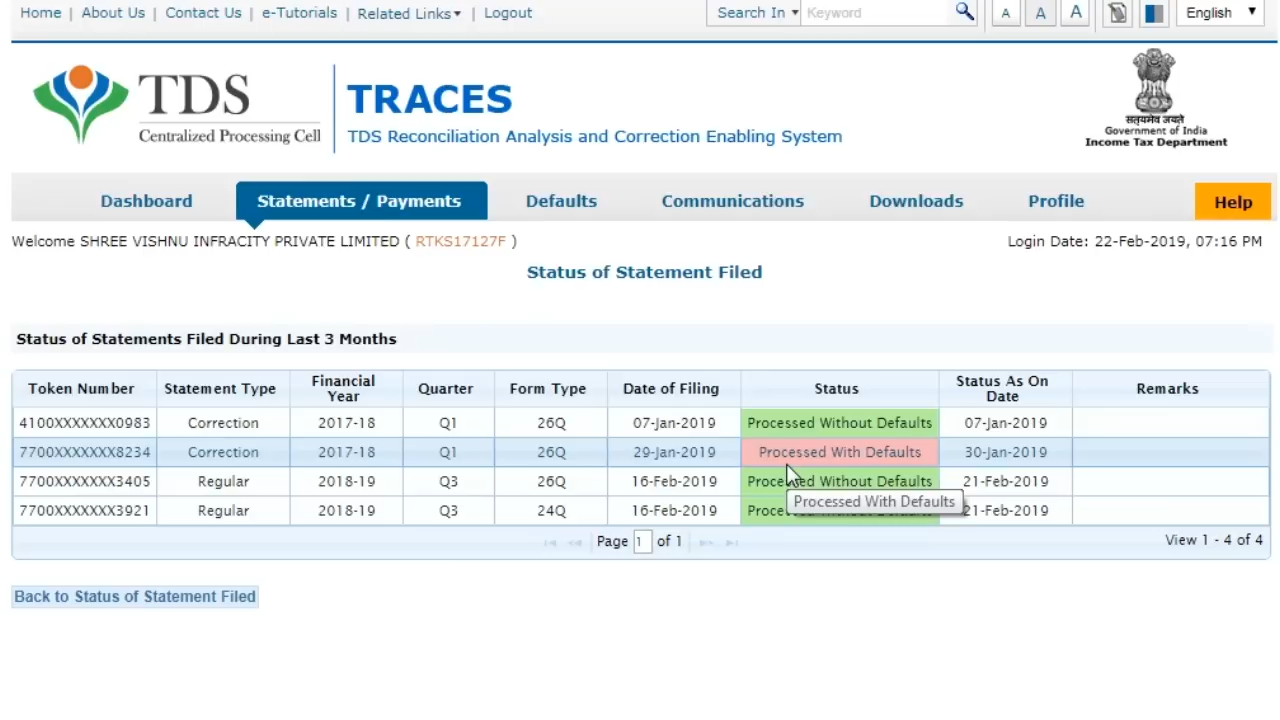 Home | About Us | Contact Us | e-Tutorials | Related Links | Logout
Search In Keyword A A A English
TDS
Centralized Processing Cell
TRACES
TDS Reconciliation Analysis and Correction Enabling System
सत्यमेव जयते
Government of India
Income Tax Department
Dashboard Statements / Payments Defaults Communications Downloads Profile Help
Welcome SHREE VISHNU INFRACITY PRIVATE LIMITED ( RTKS17127F ) Login Date: 22-Feb-2019, 07:16 PM
Status of Statement Filed
Status of Statements Filed During Last 3 Months
Token Number Statement Type Financial Year Quarter Form Type Date of Filing Status Status As On Date Remarks
4100XXXXXXX0983 Correction 2017-18 Q1 26Q 07-Jan-2019 Processed Without Defaults 07-Jan-2019
7700XXXXXXX8234 Correction 2017-18 Q1 26Q 29-Jan-2019 Processed With Defaults 30-Jan-2019
7700XXXXXXX3405 Regular 2018-19 Q3 26Q 16-Feb-2019 Processed Without Defaults 21-Feb-2019
Processed With Defaults
7700XXXXXXX3921 Regular 2018-19 Q3 24Q 16-Feb-2019 21-Feb-2019
Page 1 of 1 View 1 - 4 of 4
Back to Status of Statement Filed